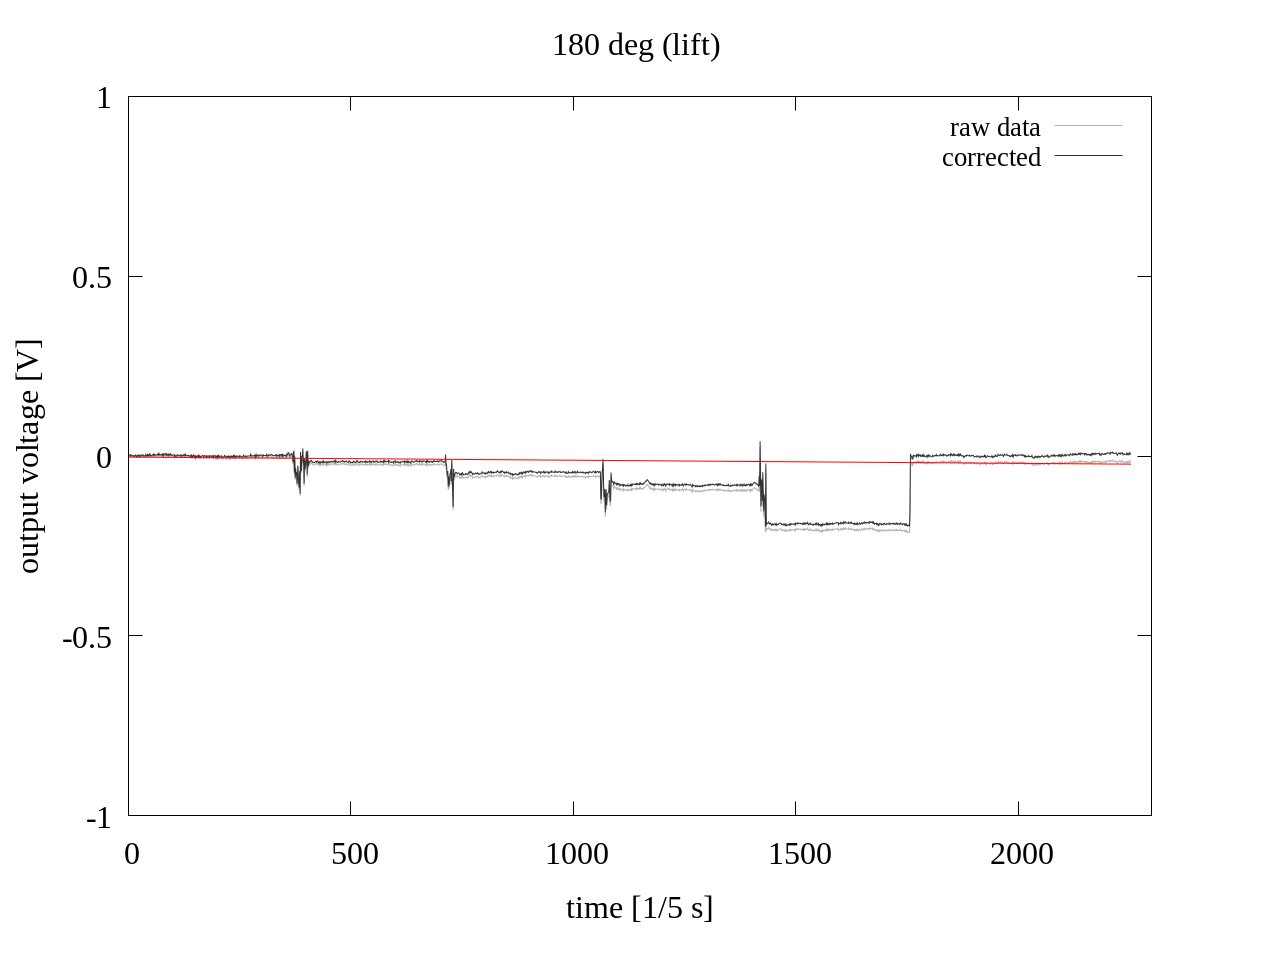 180 deg (lift)
1
raw data
corrected
0.5
output voltage [V]
0
-0.5
-1
0 500 1000 1500 2000
time [1/5 s]